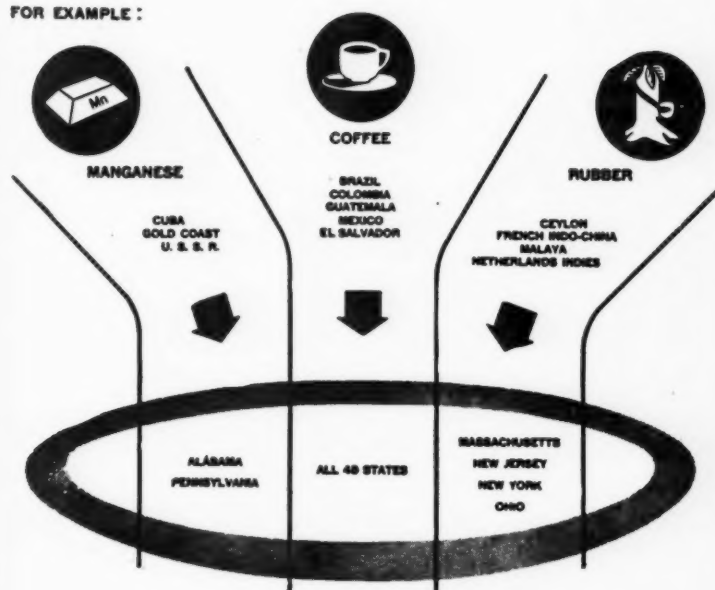 FOR EXAMPLE:
Mn
MANGANESE
CUBA
GOLD COAST
U. S. S. R.
COFFEE
BRAZIL
COLOMBIA
GUATEMALA
MEXICO
EL SALVADOR
RUBBER
CEYLON
FRENCH INDO-CHINA
MALAYA
NETHERLANDS INDIES
ALABAMA
PENNSYLVANIA
ALL 48 STATES
MASSACHUSETTS
NEW JERSEY
NEW YORK
OHIO